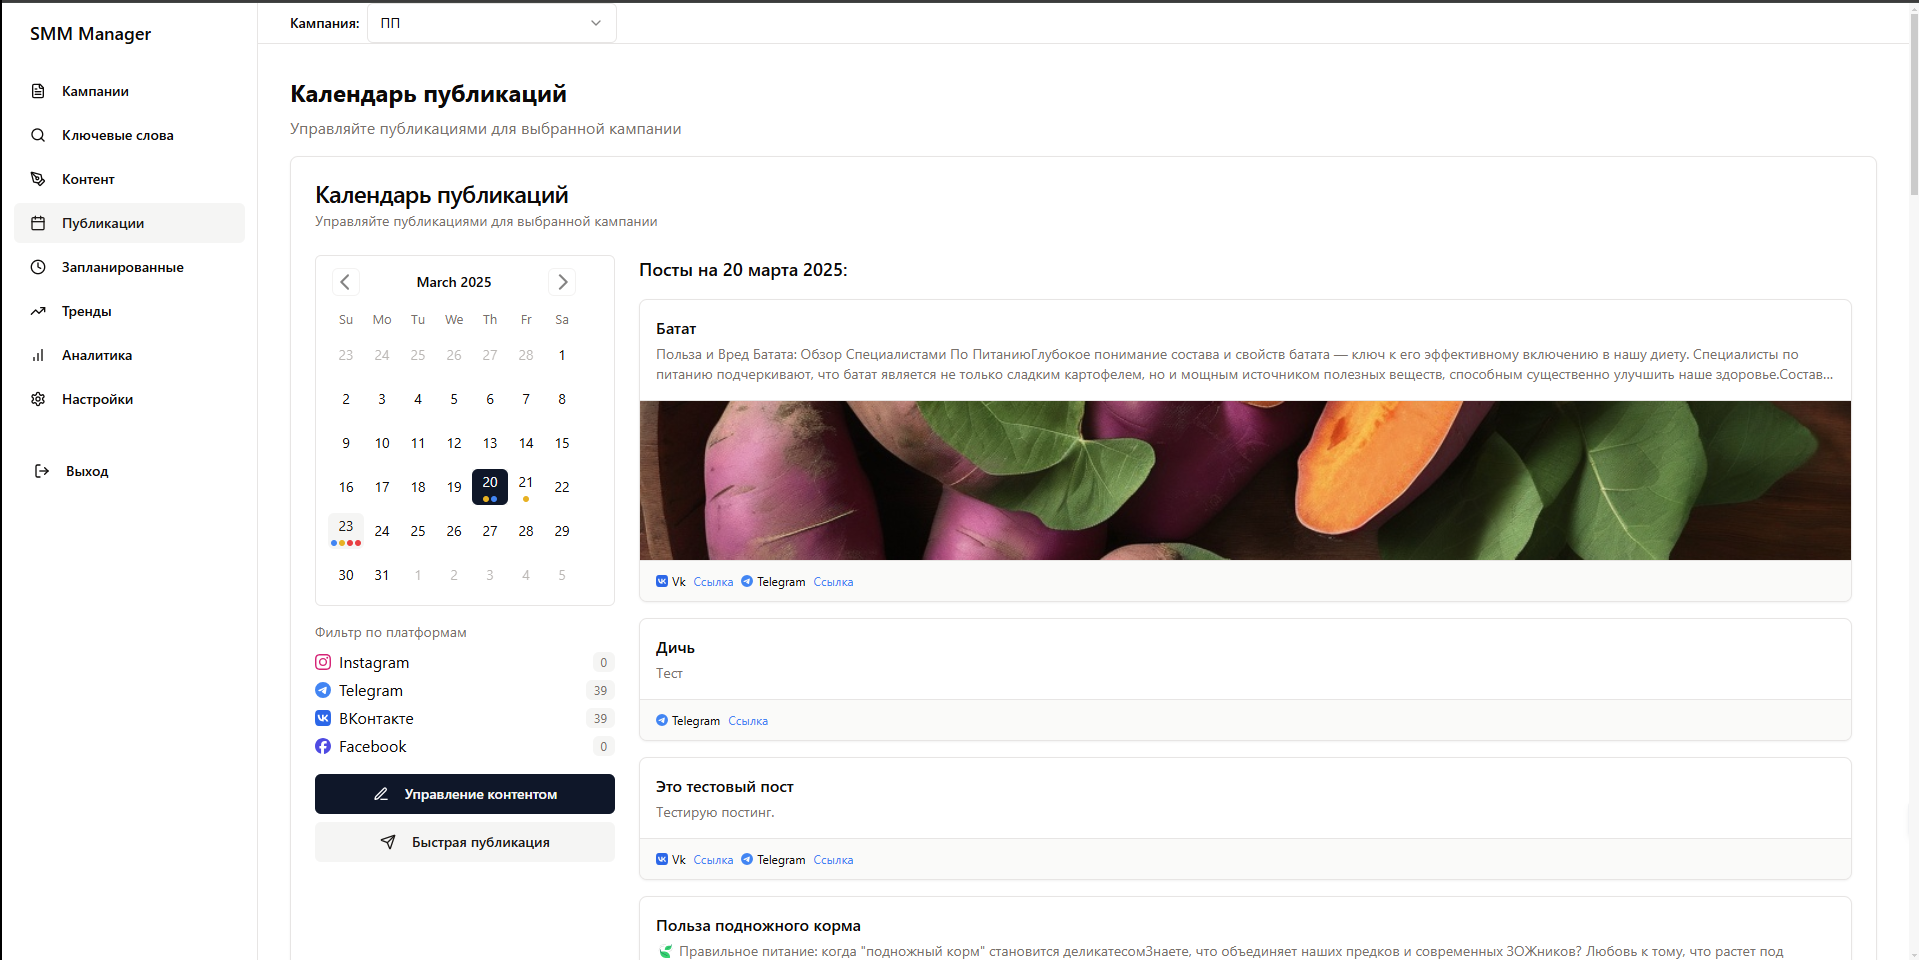 SMM Manager
Кампании
Ключевые слова
Контент
Публикации
Запланированные
Тренды
Аналитика
Настройки
Выход
Кампания: ПП
Календарь публикаций
Управляйте публикациями для выбранной кампании
Календарь публикаций
Управляйте публикациями для выбранной кампании
March 2025
Su Mo Tu We Th Fr Sa
23 24 25 26 27 28 1
2 3 4 5 6 7 8
9 10 11 12 13 14 15
16 17 18 19 20 21 22
23 24 25 26 27 28 29
30 31 1 2 3 4 5
Фильтр по платформам
Instagram 0
Telegram 39
ВКонтакте 39
Facebook 0
Управление контентом
Быстрая публикация
Посты на 20 марта 2025:
Батат
Польза и Вред Батата: Обзор Специалистами По ПитаниюГлубокое понимание состава и свойств батата — ключ к его эффективному включению в нашу диету. Специалисты по
питанию подчеркивают, что батат является не только сладким картофелем, но и мощным источником полезных веществ, способным существенно улучшить наше здоровье.Состав...
Vk Ссылка Telegram Ссылка
Дичь
Тест
Telegram Ссылка
Это тестовый пост
Тестирую постинг.
Vk Ссылка Telegram Ссылка
Польза подножного корма
🌿 Правильное питание: когда "подножный корм" становится деликатесомЗнаете, что объединяет наших предков и современных ЗОЖников? Любовь к тому, что растет под